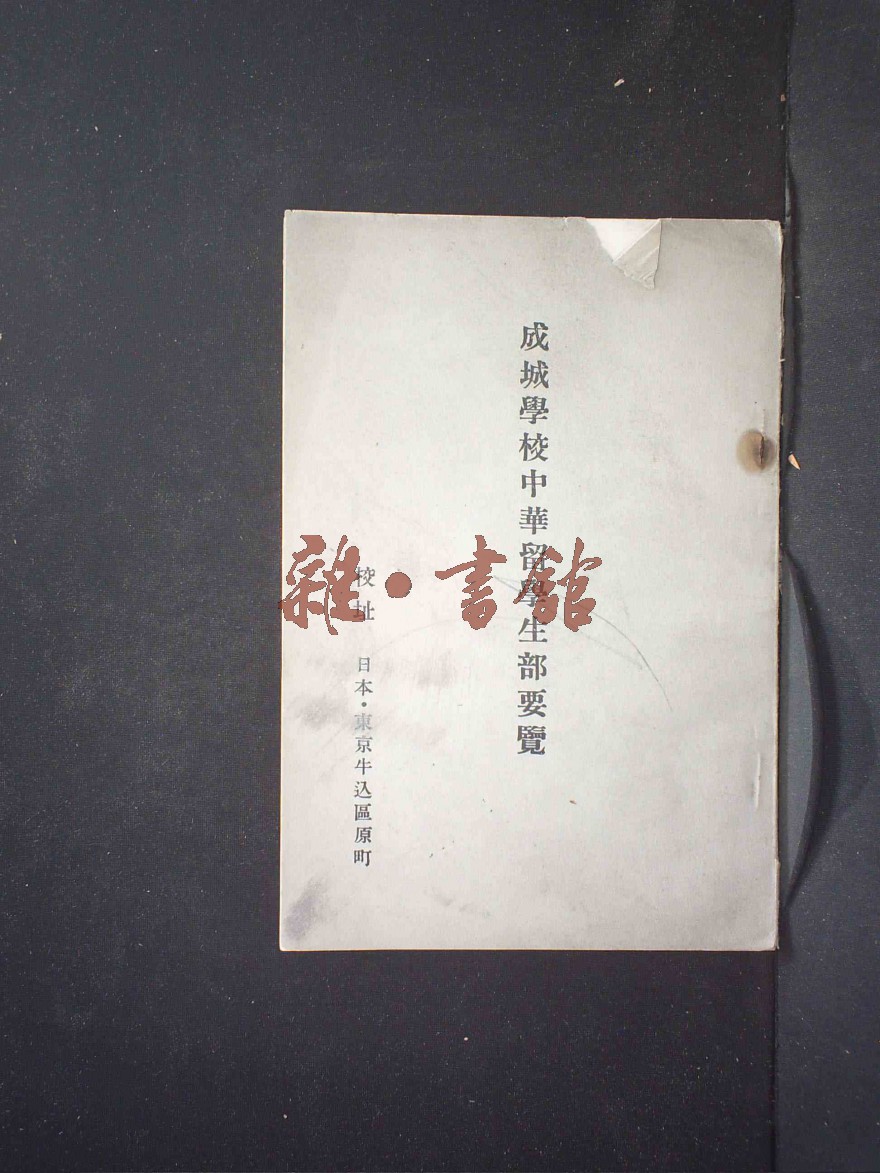 成城學校中華留學生部要覽
校址 日本・東京牛込區原町
雜・書館